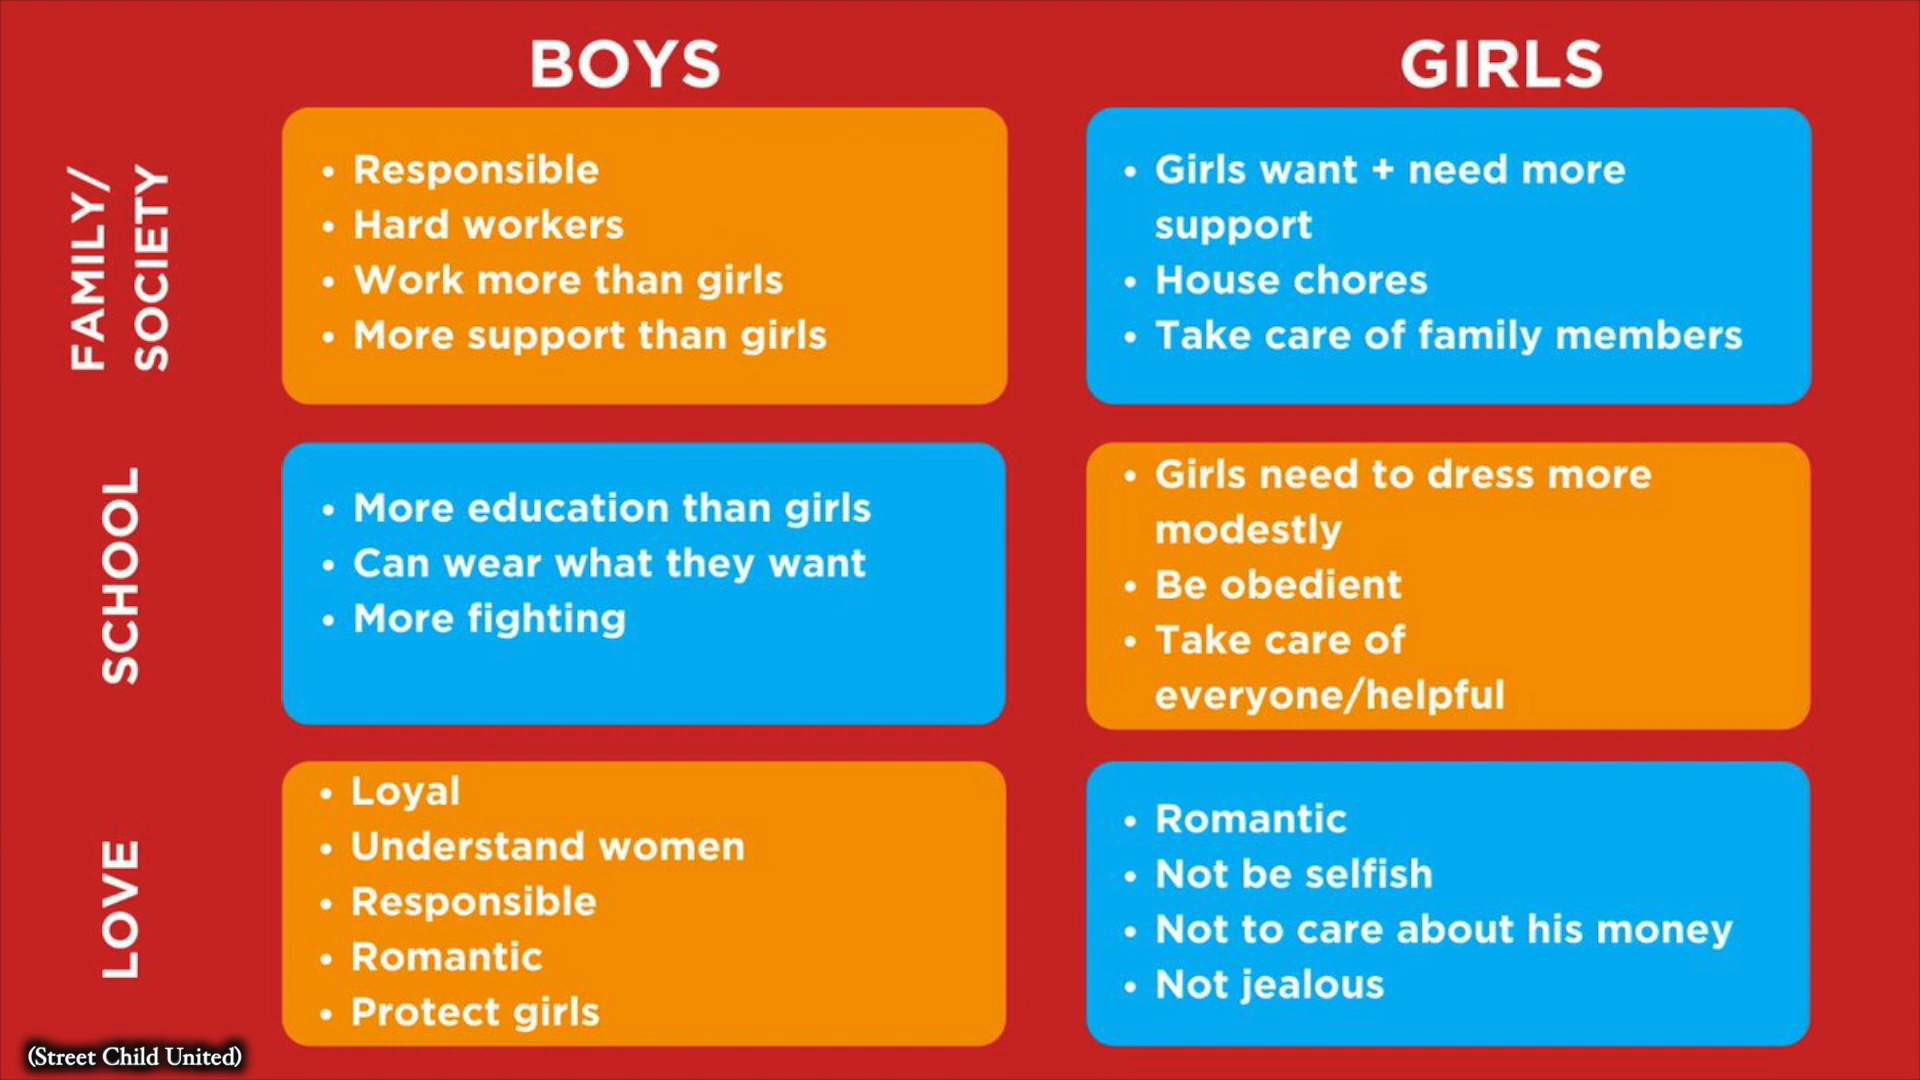 BOYS
GIRLS
FAMILY/
SOCIETY
• Responsible
• Hard workers
• Work more than girls
• More support than girls
• Girls want + need more
support
• House chores
• Take care of family members
SCHOOL
• More education than girls
• Can wear what they want
• More fighting
• Girls need to dress more
modestly
• Be obedient
• Take care of
everyone/helpful
LOVE
• Loyal
• Understand women
• Responsible
• Romantic
• Protect girls
• Romantic
• Not be selfish
• Not to care about his money
• Not jealous
(Street Child United)